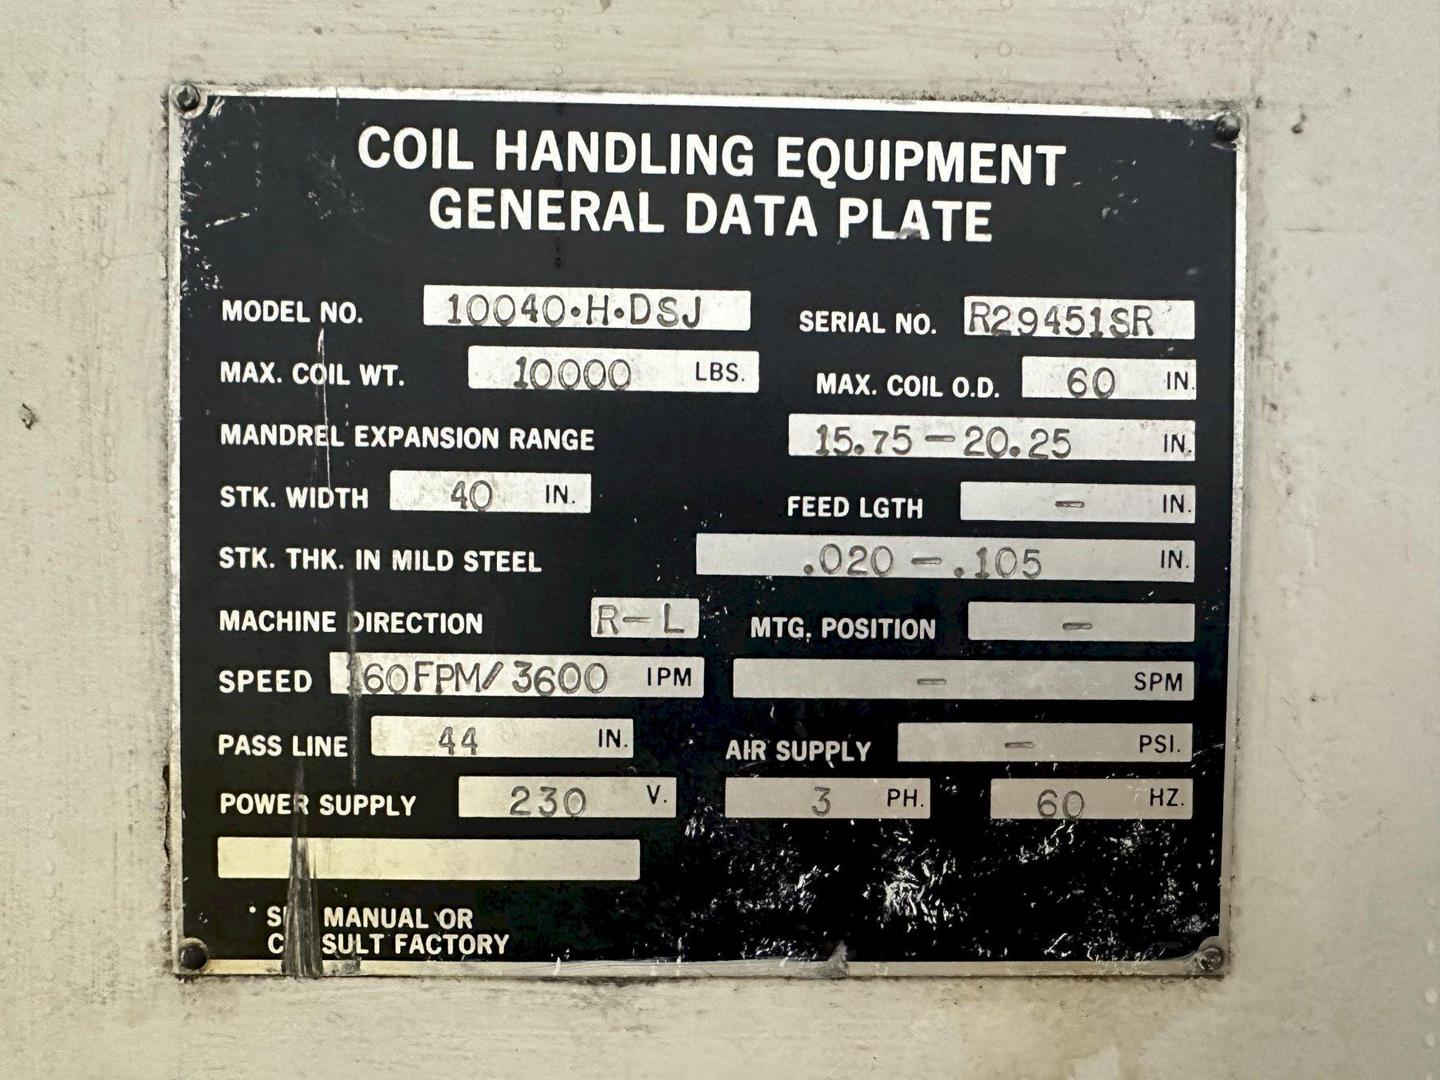 COIL HANDLING EQUIPMENT
GENERAL DATA PLATE
MODEL NO. 10040·H·DSJ SERIAL NO. R29451SR
MAX. COIL WT. 10000 LBS. MAX. COIL O.D. 60 IN.
MANDREL EXPANSION RANGE 15.75 - 20.25 IN.
STK. WIDTH 40 IN. FEED LGTH - IN.
STK. THK. IN MILD STEEL .020 - .105 IN.
MACHINE DIRECTION R-L MTG. POSITION -
SPEED 160FPM/3600 IPM - SPM
PASS LINE 44 IN. AIR SUPPLY - PSI.
POWER SUPPLY 230 V. 3 PH. 60 HZ.
MANUAL OR
CONSULT FACTORY